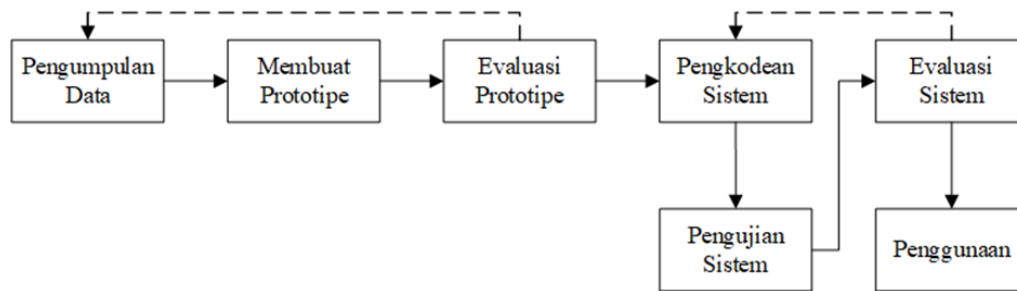 Pengumpulan
Data
Membuat
Prototipe
Evaluasi
Prototipe
Pengkodean
Sistem
Evaluasi
Sistem
Pengujian
Sistem
Penggunaan